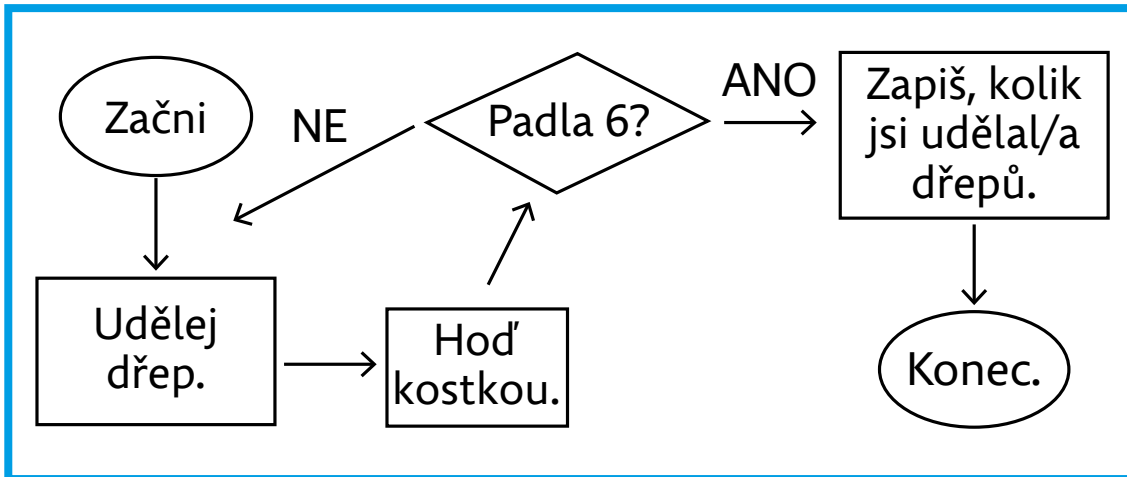 Začni
NE
Padla 6?
ANO
Zapiš, kolik
jsi udělal/a
dřepů.
Udělej
dřep.
Hoď
kostkou.
Konec.